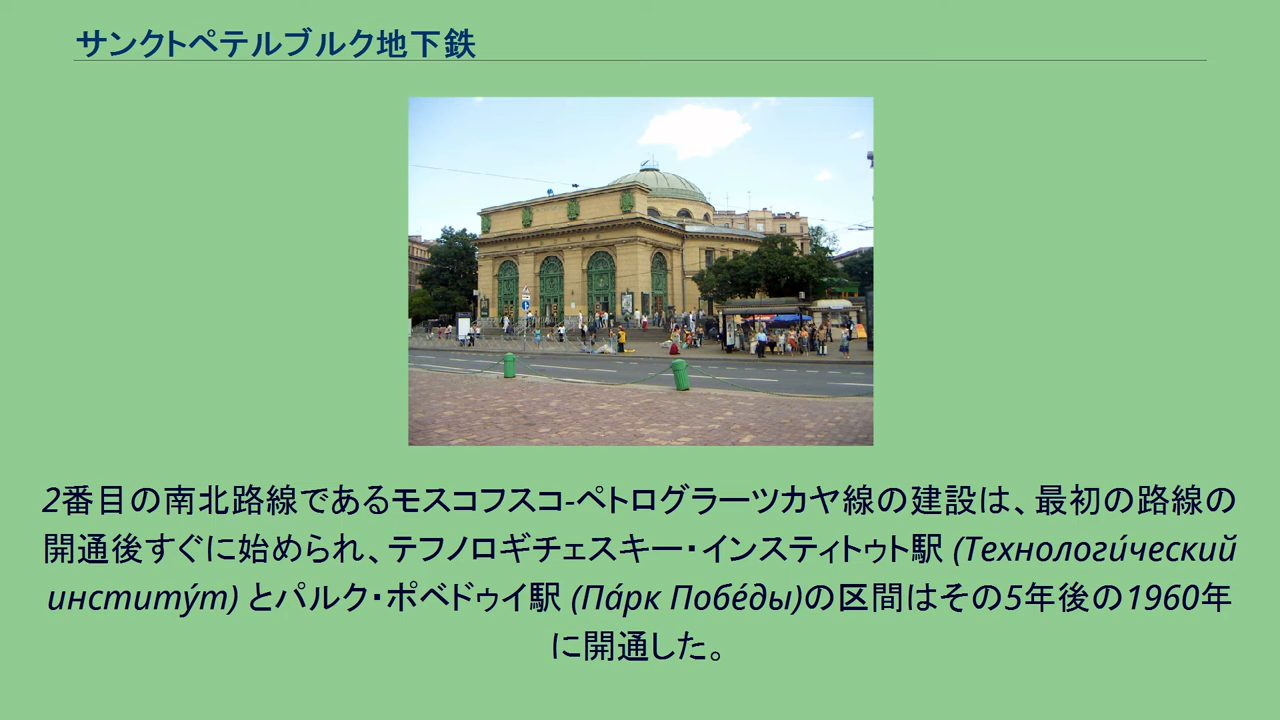 サンクトペテルブルク地下鉄
2番目の南北路線であるモスコフスコ-ペトログラーツカヤ線の建設は、最初の路線の
開通後すぐに始められ、テフノロギチェスキー・インスティトゥト駅 (Технологи́ческий
институ́т) とパルク・ポベドゥイ駅 (Па́рк Побе́ды)の区間はその5年後の1960年
に開通した。